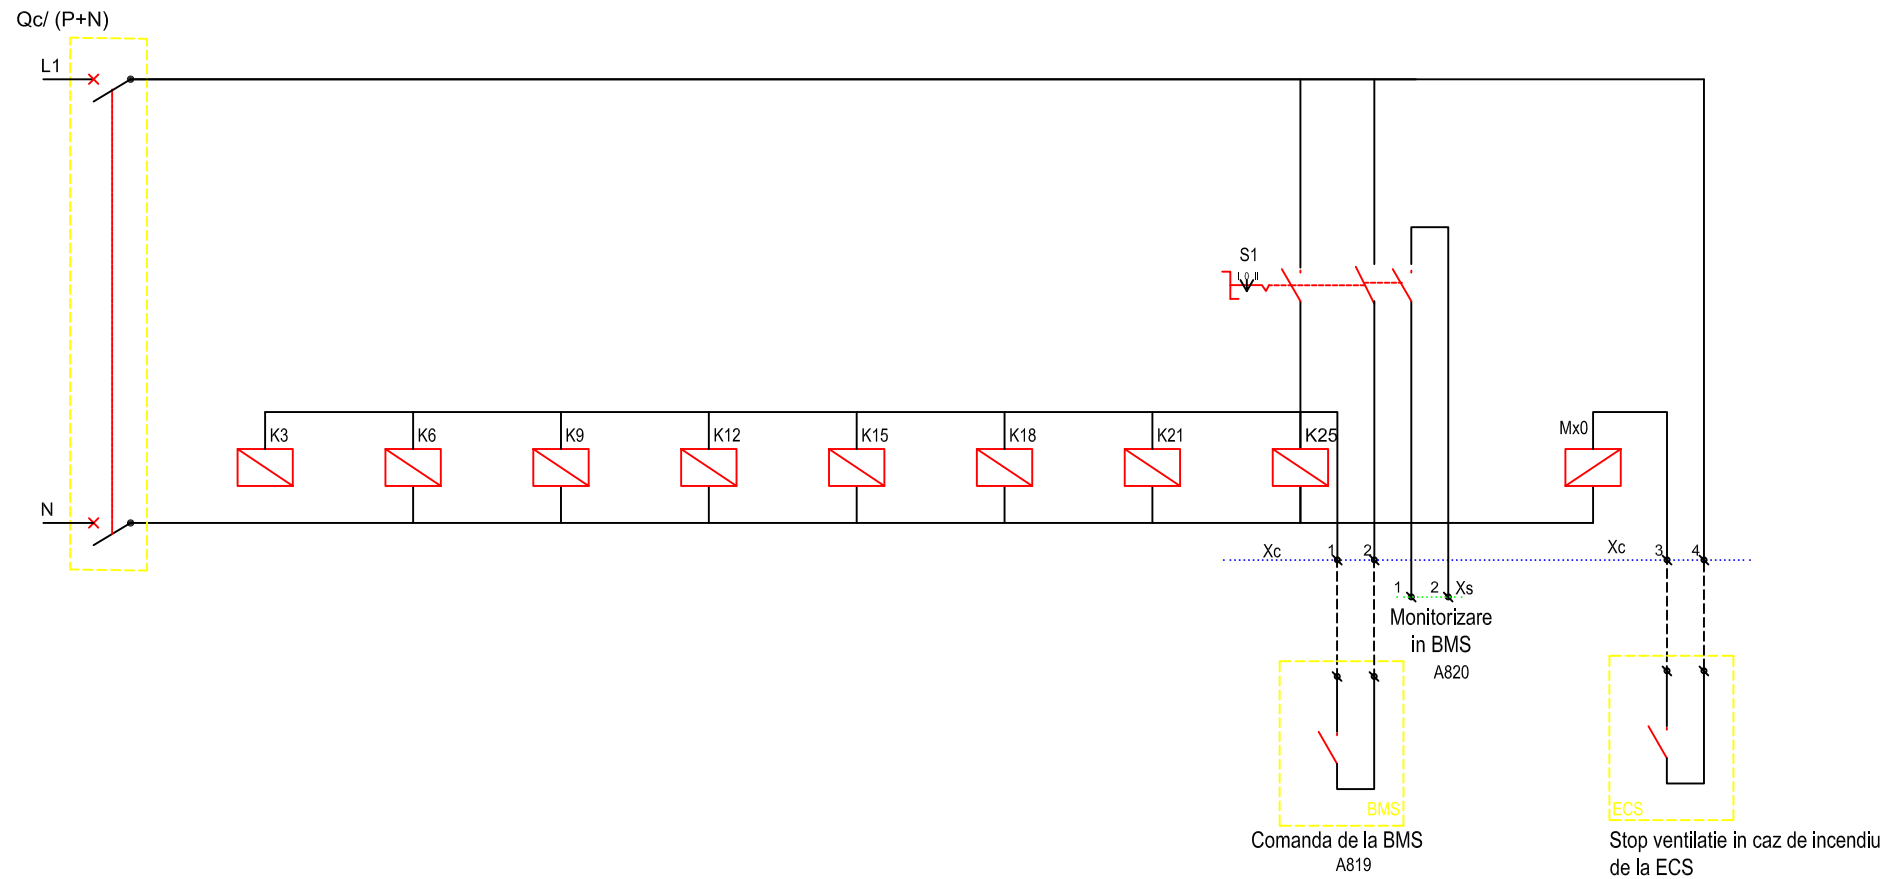 Qc/ (P+N)
L1
S1
I 0 II
K3
K6
K9
K12
K15
K18
K21
K25
Mx0
N
Xc
1
2
Xc
3
4
1
2
Xs
Monitorizare
in BMS
A820
BMS
ECS
Comanda de la BMS
A819
Stop ventilatie in caz de incendiu
de la ECS